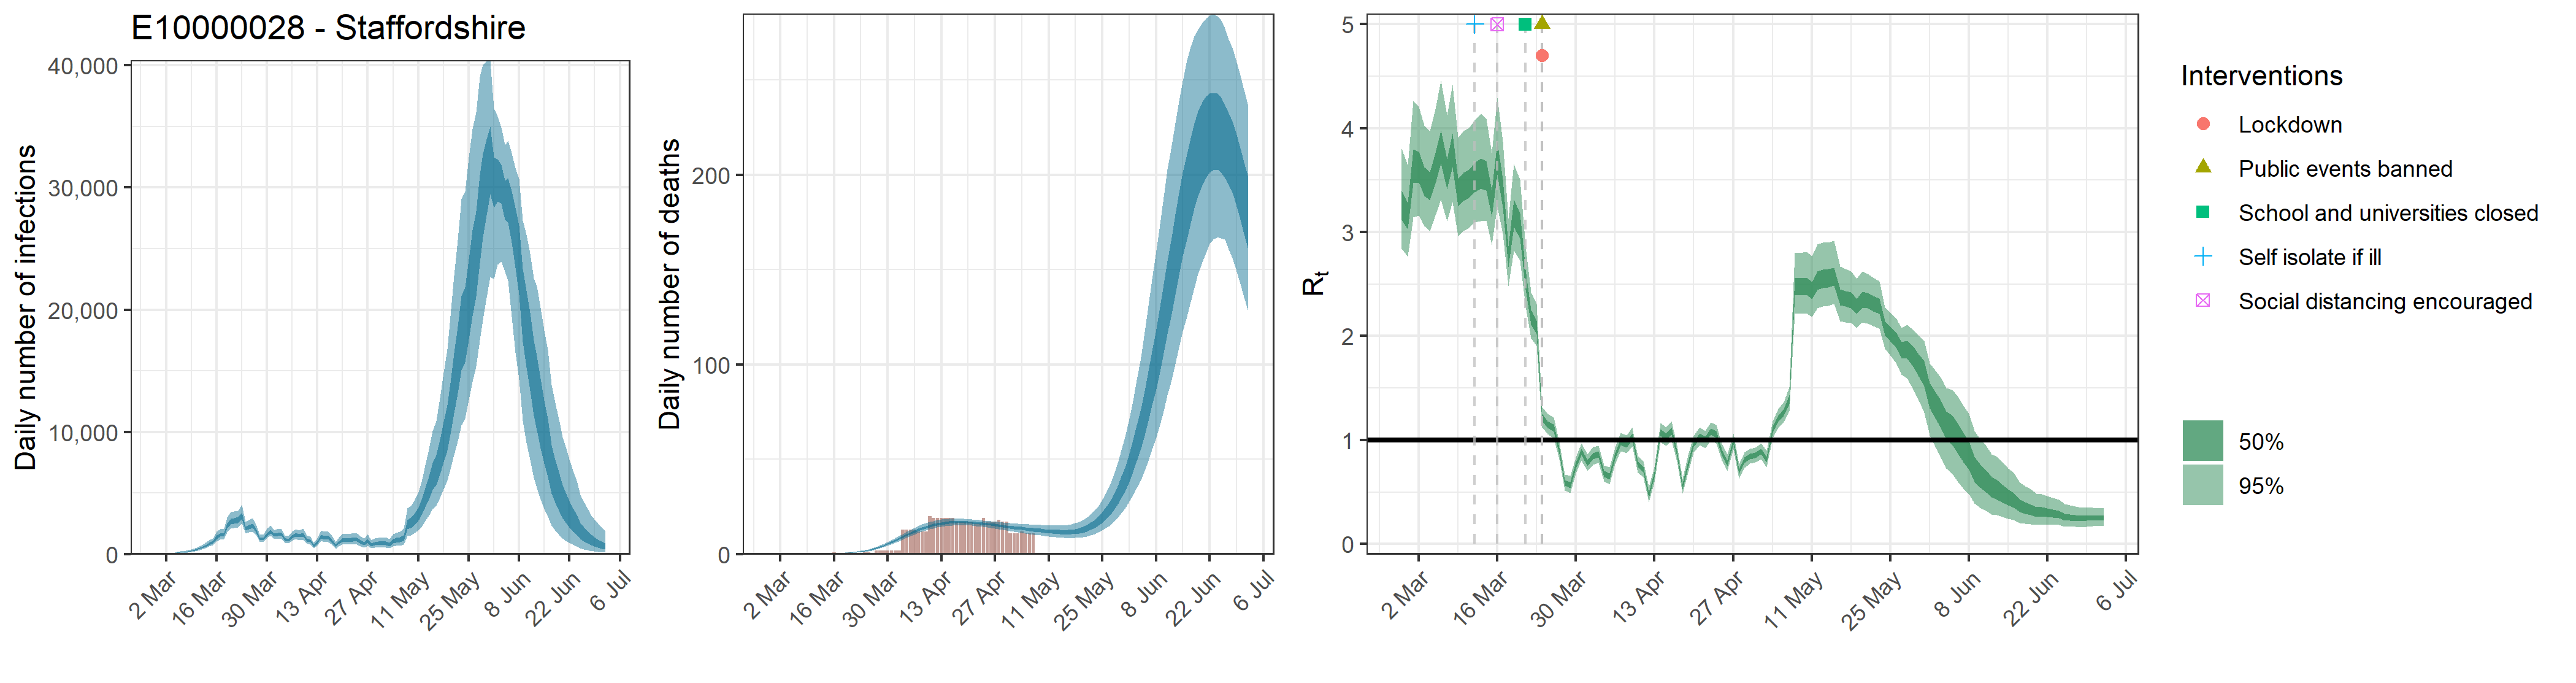 E10000028 - Staffordshire
Daily number of infections
40,000
30,000
20,000
10,000
0
2 Mar
16 Mar
30 Mar
13 Apr
27 Apr
11 May
25 May
8 Jun
22 Jun
6 Jul
Daily number of deaths
200
100
0
2 Mar
16 Mar
30 Mar
13 Apr
27 Apr
11 May
25 May
8 Jun
22 Jun
6 Jul
Rt
5
4
3
2
1
0
2 Mar
16 Mar
30 Mar
13 Apr
27 Apr
11 May
25 May
8 Jun
22 Jun
6 Jul
Interventions
Lockdown
Public events banned
School and universities closed
Self isolate if ill
Social distancing encouraged
50%
95%